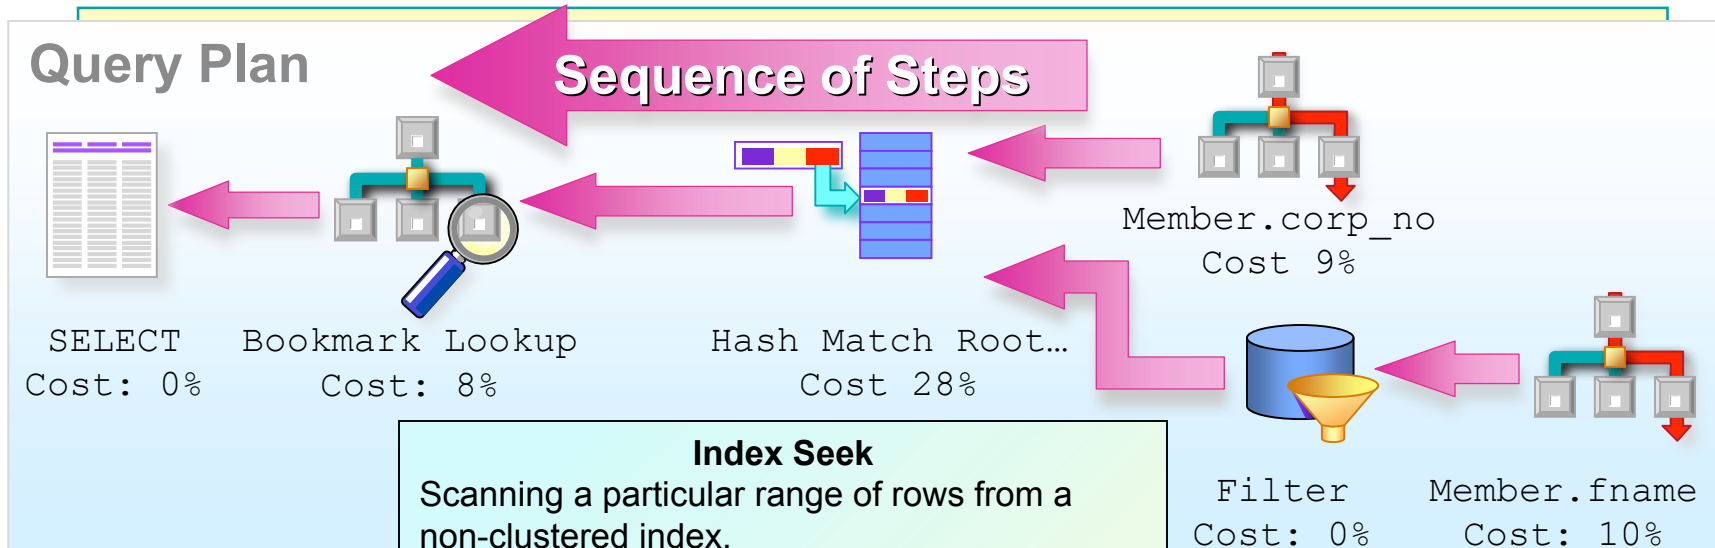 Query Plan
Sequence of Steps
Member.corp_no
Cost 9%
SELECT
Cost: 0%
Bookmark Lookup
Cost: 8%
Hash Match Root…
Cost 28%
Index Seek
Scanning a particular range of rows from a
non-clustered index.
Filter
Cost: 0%
Member.fname
Cost: 10%